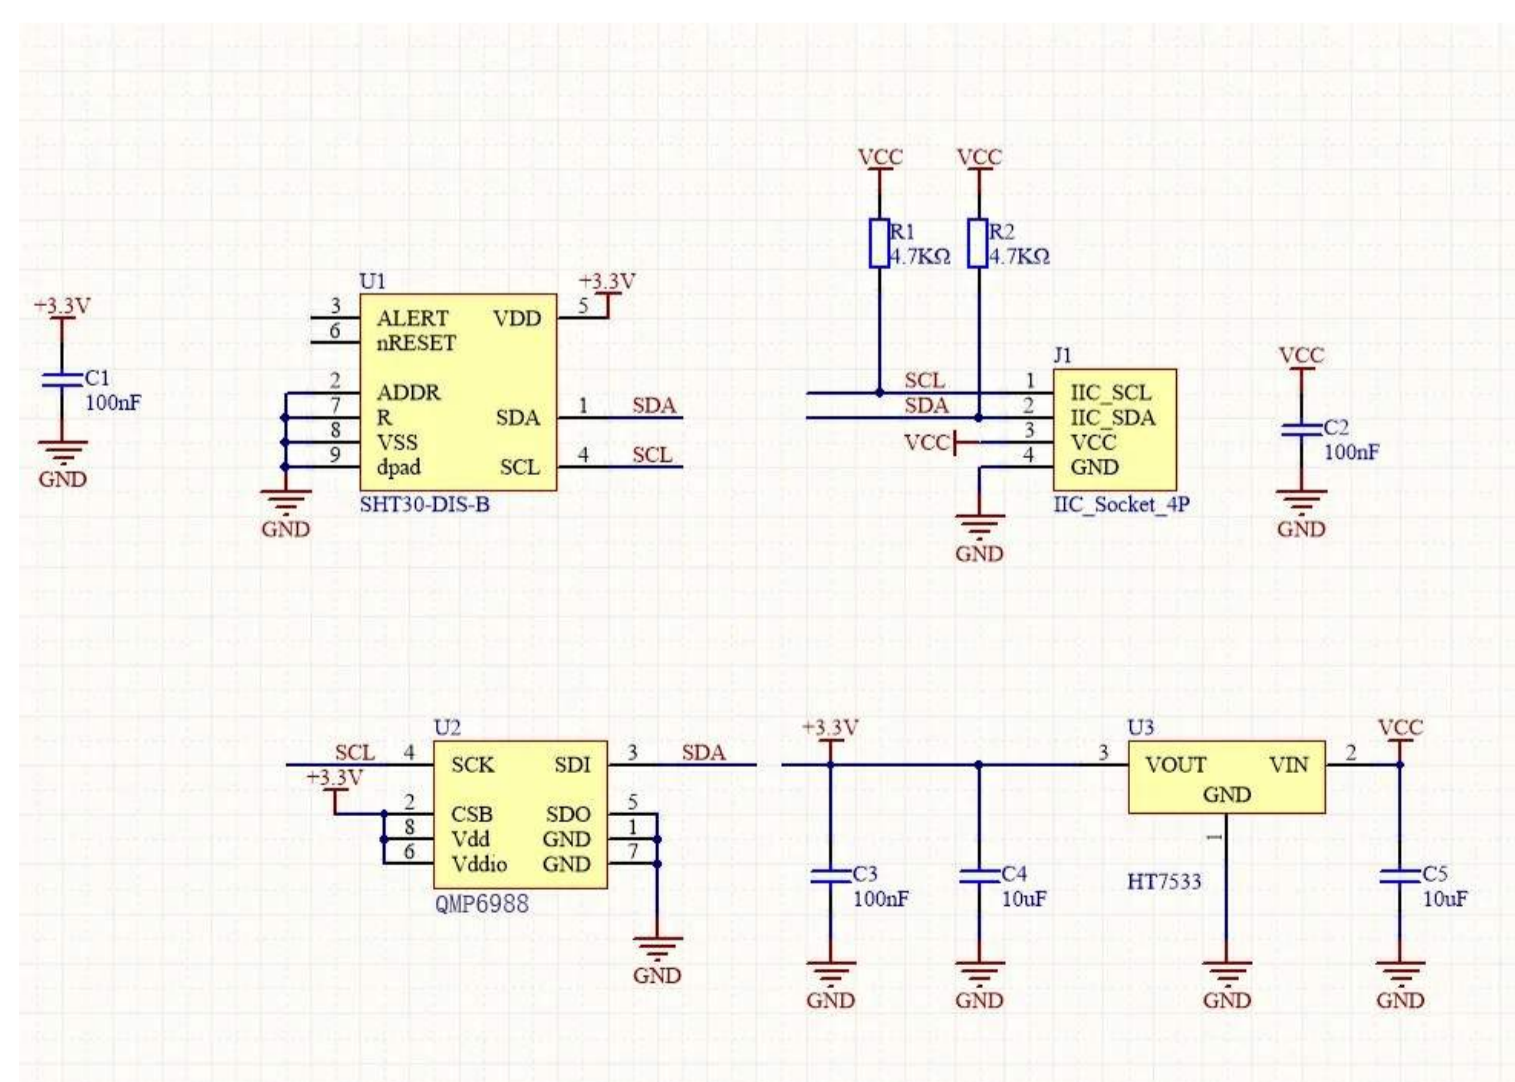 +3.3V
C1
100nF
GND
U1
3 ALERT VDD 5 +3.3V
6 nRESET
2 ADDR
7 R SDA 1 SDA
8 VSS
9 dpad SCL 4 SCL
SHT30-DIS-B
GND
VCC VCC
R1 R2
4.7KΩ 4.7KΩ
J1
SCL 1 IIC_SCL
SDA 2 IIC_SDA
VCC 3 VCC
4 GND
IIC_Socket_4P
GND
VCC
C2
100nF
GND
U2
SCL 4 SCK SDI 3 SDA
+3.3V
2 CSB SDO 5
8 Vdd GND 1
6 Vddio GND 7
QMP6988
GND
+3.3V U3 VCC
3 VOUT VIN 2
GND
1
C3 C4 HT7533 C5
100nF 10uF 10uF
GND GND GND GND